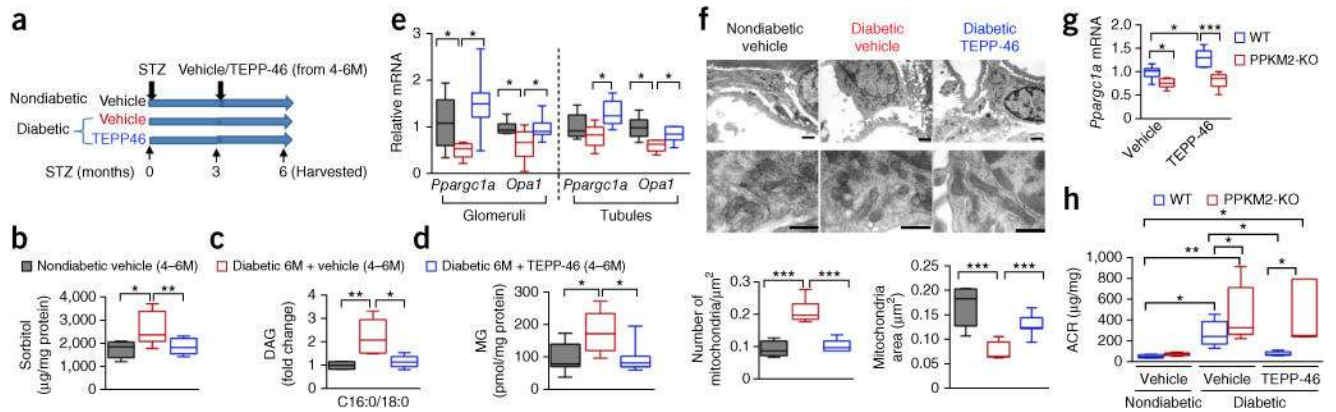 a
STZ Vehicle/TEPP-46 (from 4-6M)
Nondiabetic Vehicle
Diabetic Vehicle
TEPP46
STZ (months) 0 3 6 (Harvested)
e
Relative mRNA
3
2
1
0
* * * * * * *
Ppargc1a Opa1 Ppargc1a Opa1
Glomeruli Tubules
b c d
Nondiabetic vehicle (4–6M) Diabetic 6M + vehicle (4–6M) Diabetic 6M + TEPP-46 (4–6M)
Sorbitol
(µg/mg protein)
4,000
3,000
2,000
1,000
0
* **
DAG
(fold change)
4
3
2
1
0
** *
C16:0/18:0
MG
(pmol/mg protein)
300
200
100
0
* *
f
Nondiabetic
vehicle
Diabetic
vehicle
Diabetic
TEPP-46
Number of
mitochondria/µm2
0.3
0.2
0.1
0
*** ***
Mitochondria
area (µm2)
0.20
0.15
0.10
0.05
0.00
*** ***
g
Ppargc1a mRNA
2.0
1.5
1.0
0.5
0
* * ***
WT
PPKM2-KO
Vehicle TEPP-46
h
WT PPKM2-KO
ACR (µg/mg)
1,000
800
600
400
200
0
* ** * * * *
Vehicle Vehicle TEPP-46
Nondiabetic Diabetic